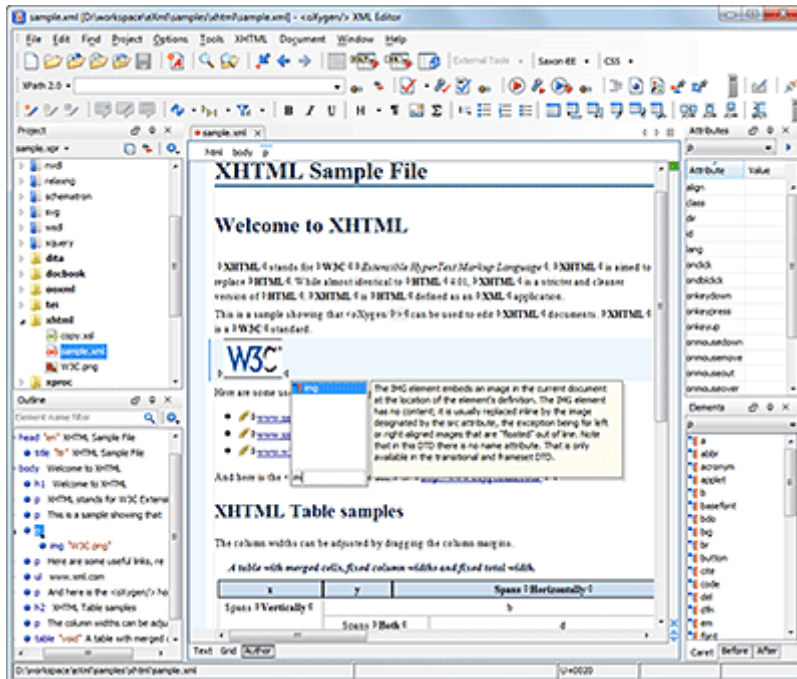 sample.xml [D:\workspace\eXml\samples\xhtml\sample.xml] - <oXygen/> XML Editor
File Edit Find Project Options Tools XHTML Document Window Help
External Tools Saxon-EE CSS
XPath 2.0
B I U H ¶ Σ
Project
sample.xpr
nvdl
relaxng
schematron
svg
wsdl
xquery
dita
docbook
ooxml
tei
xhtml
copy.xsl
sample.xml
W3C.png
xproc
Outline
Element name filter
head "en" XHTML Sample File
title "br" XHTML Sample File
body Welcome to XHTML
h1 Welcome to XHTML
p XHTML stands for W3C Extensi
p This is a sample showing that
p
img "W3C.png"
p Here are some useful links, re
ul www.xml.com
p And here is the <oXygen/> ho
h2 XHTML Table samples
p The column widths can be adju
table "void" A table with merged
sample.xml
html body p
XHTML Sample File
Welcome to XHTML
XHTML stands for W3C Extensible HyperText Markup Language. XHTML is aimed to
replace HTML. While almost identical to HTML 4.01, XHTML is a stricter and cleaner
version of HTML. XHTML is HTML defined as an XML application.
This is a sample showing that <oXygen/> can be used to edit XHTML documents. XHTML
is a W3C standard.
W3C
Here are some use
img
The IMG element embeds an image in the current document
at the location of the element's definition. The IMG element
has no content; it is usually replaced inline by the image
designated by the src attribute, the exception being for left
or right-aligned images that are "floated" out of line. Note
that in this DTD there is no name attribute. That is only
available in the transitional and frameset DTD.
And here is the
XHTML Table samples
The column widths can be adjusted by dragging the column margins.
A table with merged cells, fixed column widths and fixed total width.
x y Spans Horizontally
Spans Vertically b
Spans Both d
Text Grid Author
Attributes
p
Attribute Value
align
class
dir
id
lang
onclick
ondblclick
onkeydown
onkeypress
onkeyup
onmousedown
onmousemove
onmouseout
onmouseover
Elements
p
a
abbr
acronym
applet
b
basefont
bdo
big
br
button
cite
code
del
dfn
em
font
Caret Before After
D:\workspace\eXml\samples\xhtml\sample.xml
U+0020